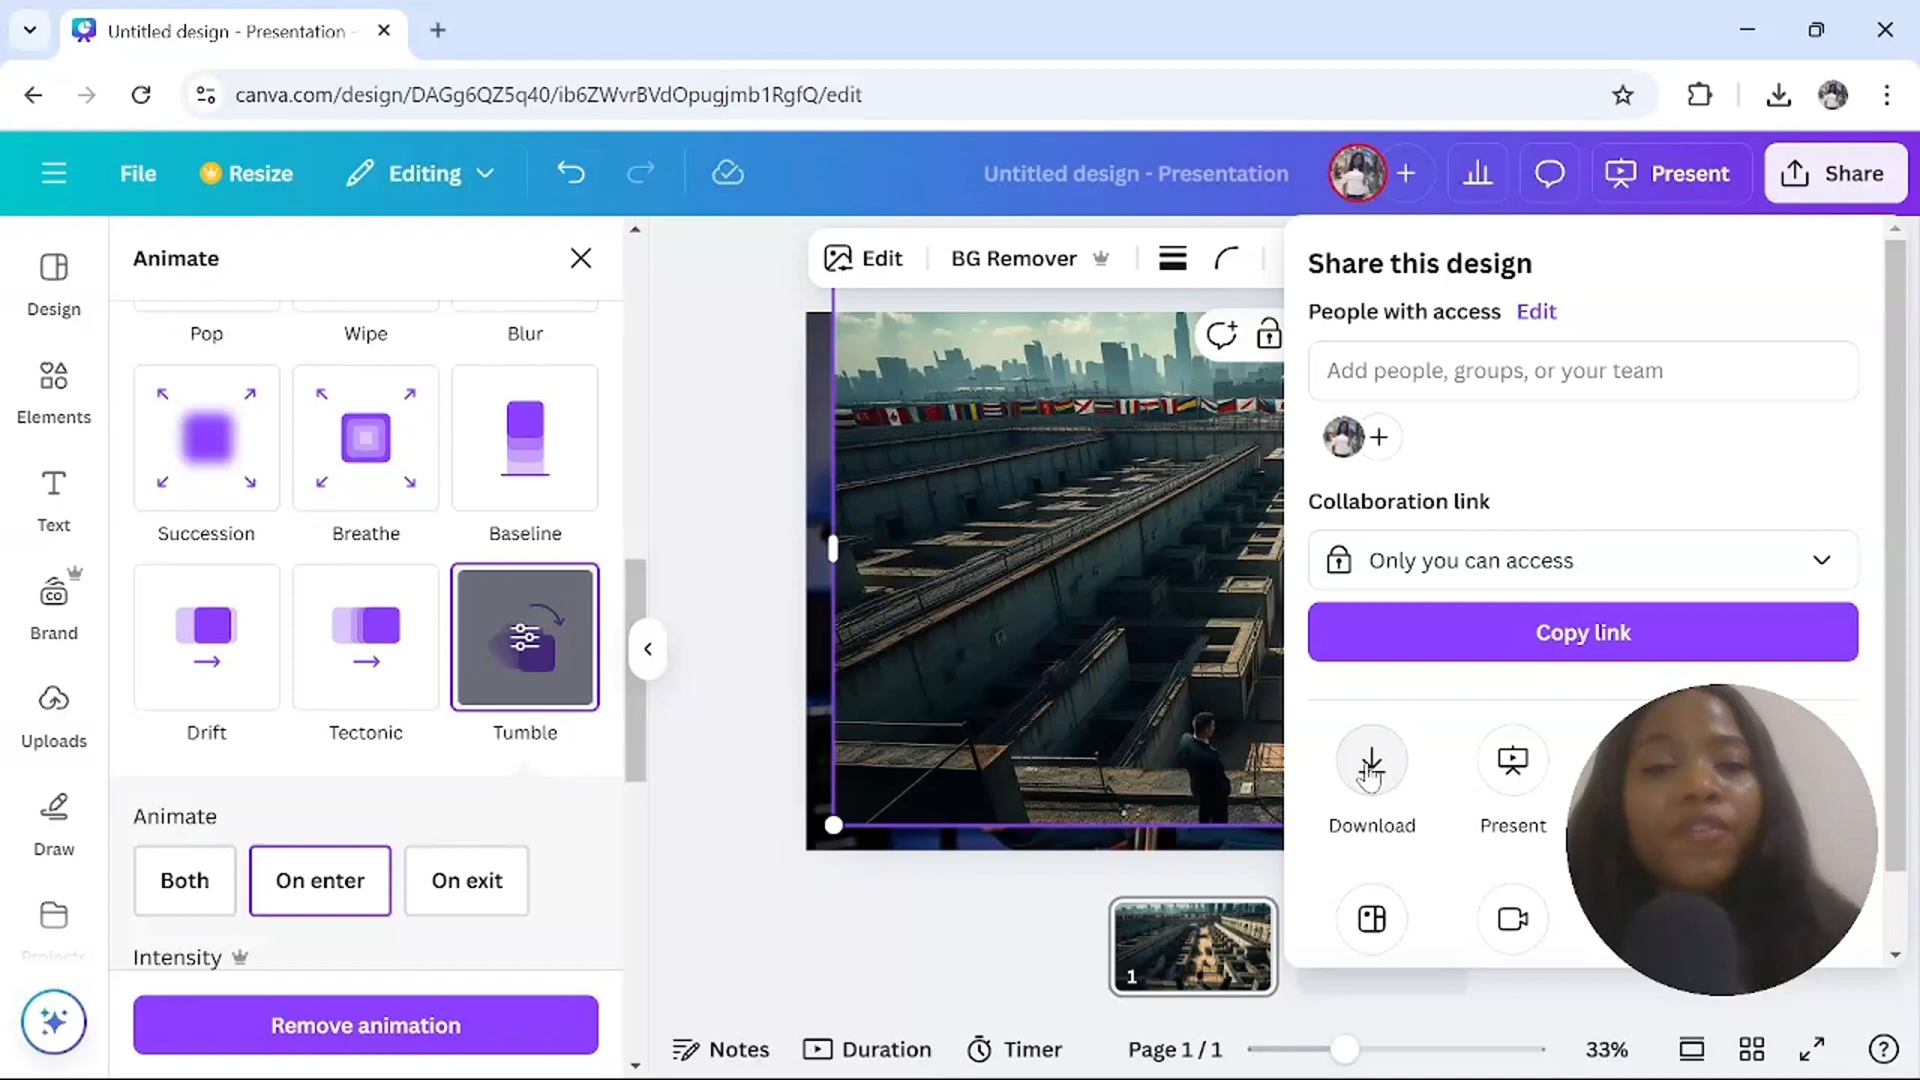 Untitled design - Presentation -
canva.com/design/DAGg6QZ5q40/ib6ZWvrBVdOpugjmb1RgfQ/edit
File
Resize
Editing
Untitled design - Presentation
Present
Share
Design
Elements
Text
Brand
Uploads
Draw
Projects
Animate
Pop
Wipe
Blur
Succession
Breathe
Baseline
Drift
Tectonic
Tumble
Animate
Both
On enter
On exit
Intensity
Remove animation
Edit
BG Remover
Share this design
People with access
Edit
Add people, groups, or your team
Collaboration link
Only you can access
Copy link
Download
Present
1
Notes
Duration
Timer
Page 1 / 1
33%